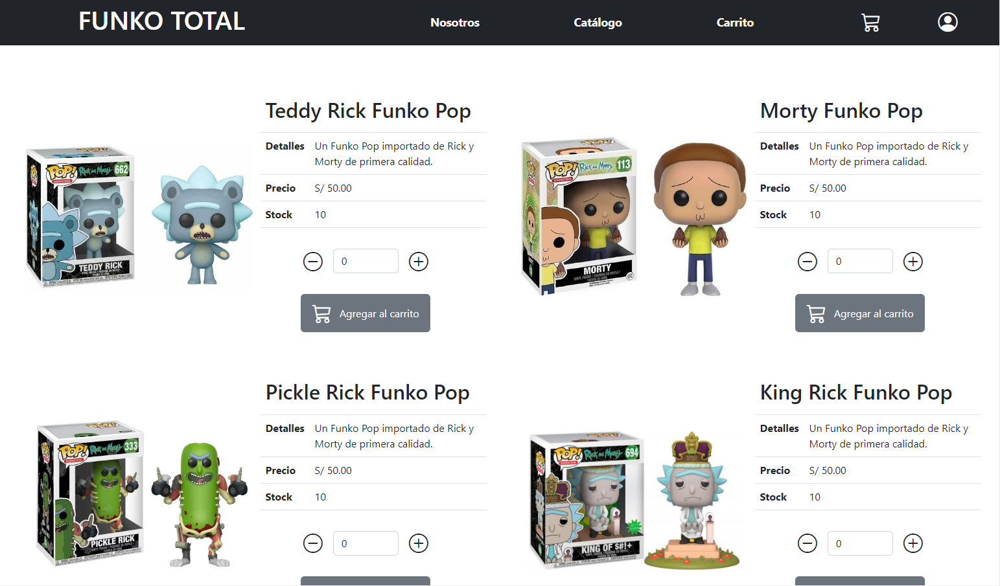 FUNKO TOTAL
Nosotros
Catálogo
Carrito
Teddy Rick Funko Pop
Detalles Un Funko Pop importado de Rick y
Morty de primera calidad.
Precio S/ 50.00
Stock 10
0
Agregar al carrito
POP!
ANIMATION
Rick and Morty
662
TEDDY RICK
Morty Funko Pop
Detalles Un Funko Pop importado de Rick y
Morty de primera calidad.
Precio S/ 50.00
Stock 10
0
Agregar al carrito
POP!
ANIMATION
Rick and Morty
113
MORTY
Pickle Rick Funko Pop
Detalles Un Funko Pop importado de Rick y
Morty de primera calidad.
Precio S/ 50.00
Stock 10
0
POP!
ANIMATION
Rick and Morty
333
PICKLE RICK
King Rick Funko Pop
Detalles Un Funko Pop importado de Rick y
Morty de primera calidad.
Precio S/ 50.00
Stock 10
0
POP!
ANIMATION
Rick and Morty
694
KING OF $#!+